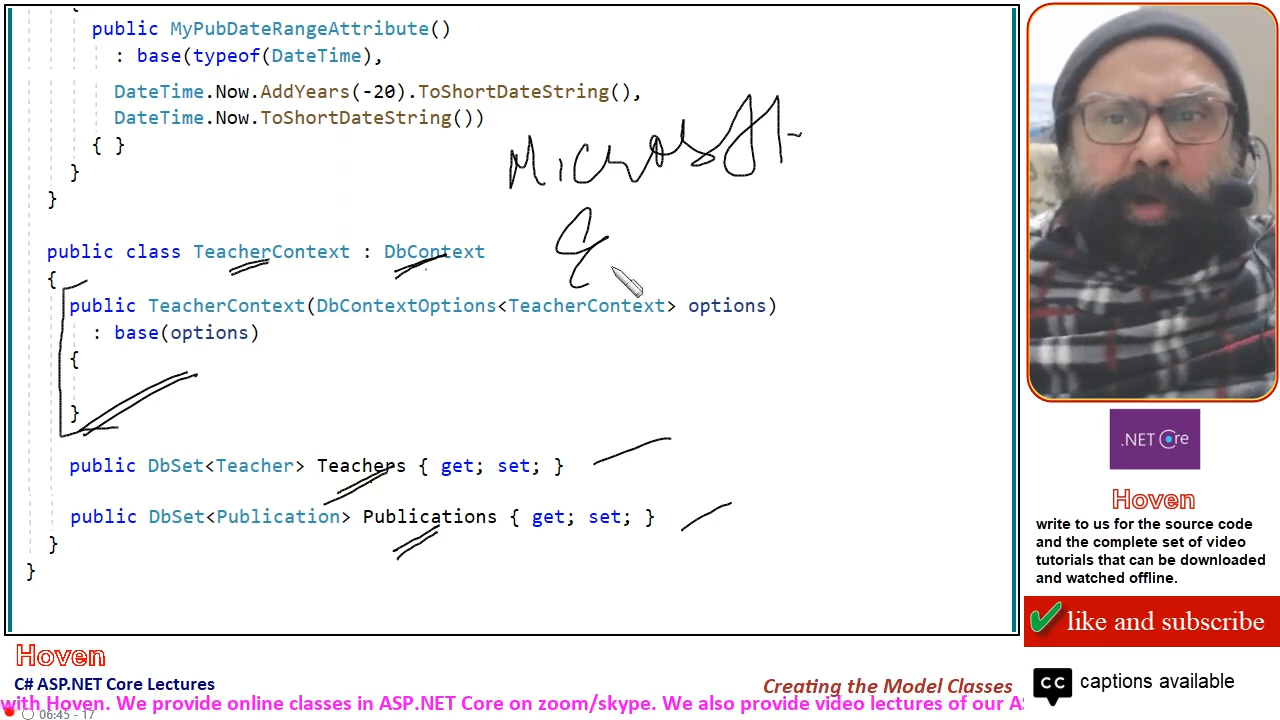 {
public MyPubDateRangeAttribute()
: base(typeof(DateTime),
DateTime.Now.AddYears(-20).ToShortDateString(),
DateTime.Now.ToShortDateString())
{ }
}
}
Microsoft
public class TeacherContext : DbContext
{
public TeacherContext(DbContextOptions<TeacherContext> options)
: base(options)
{
}
public DbSet<Teacher> Teachers { get; set; }
public DbSet<Publication> Publications { get; set; }
}
}
.NET Core
Hoven
write to us for the source code
and the complete set of video
tutorials that can be downloaded
and watched offline.
like and subscribe
CC captions available
Hoven
C# ASP.NET Core Lectures
Creating the Model Classes
with Hoven. We provide online classes in ASP.NET Core on zoom/skype. We also provide video lectures of our
06:45 - 17